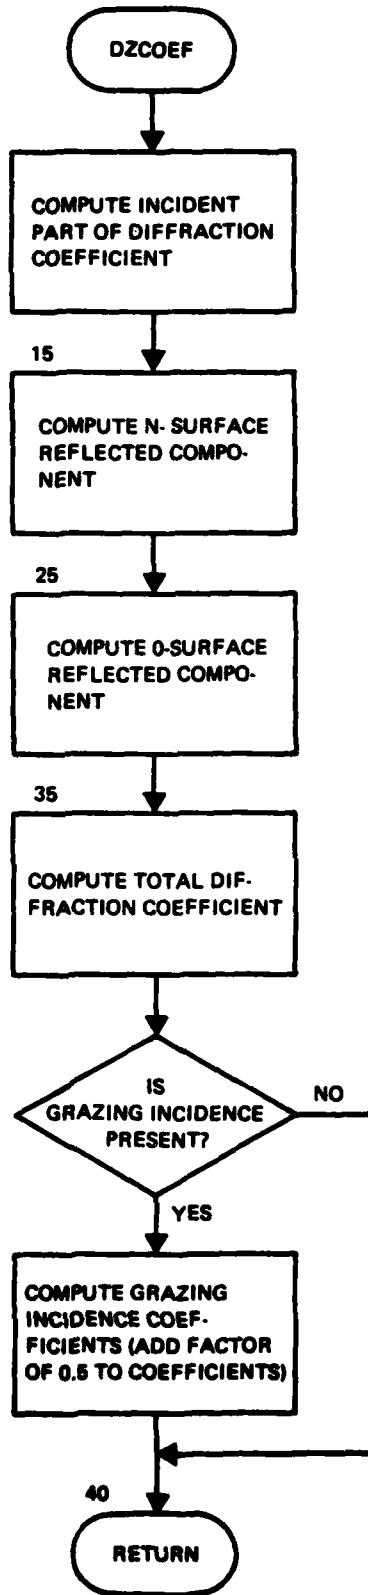 DZCOEF
COMPUTE INCIDENT
PART OF DIFFRACTION
COEFFICIENT
15
COMPUTE N- SURFACE
REFLECTED COMPO-
NENT
25
COMPUTE 0-SURFACE
REFLECTED COMPO-
NENT
35
COMPUTE TOTAL DIF-
FRACTION COEFFICIENT
IS
GRAZING INCIDENCE
PRESENT?
NO
YES
COMPUTE GRAZING
INCIDENCE COEF-
FICIENTS (ADD FACTOR
OF 0.5 TO COEFFICIENTS)
40
RETURN